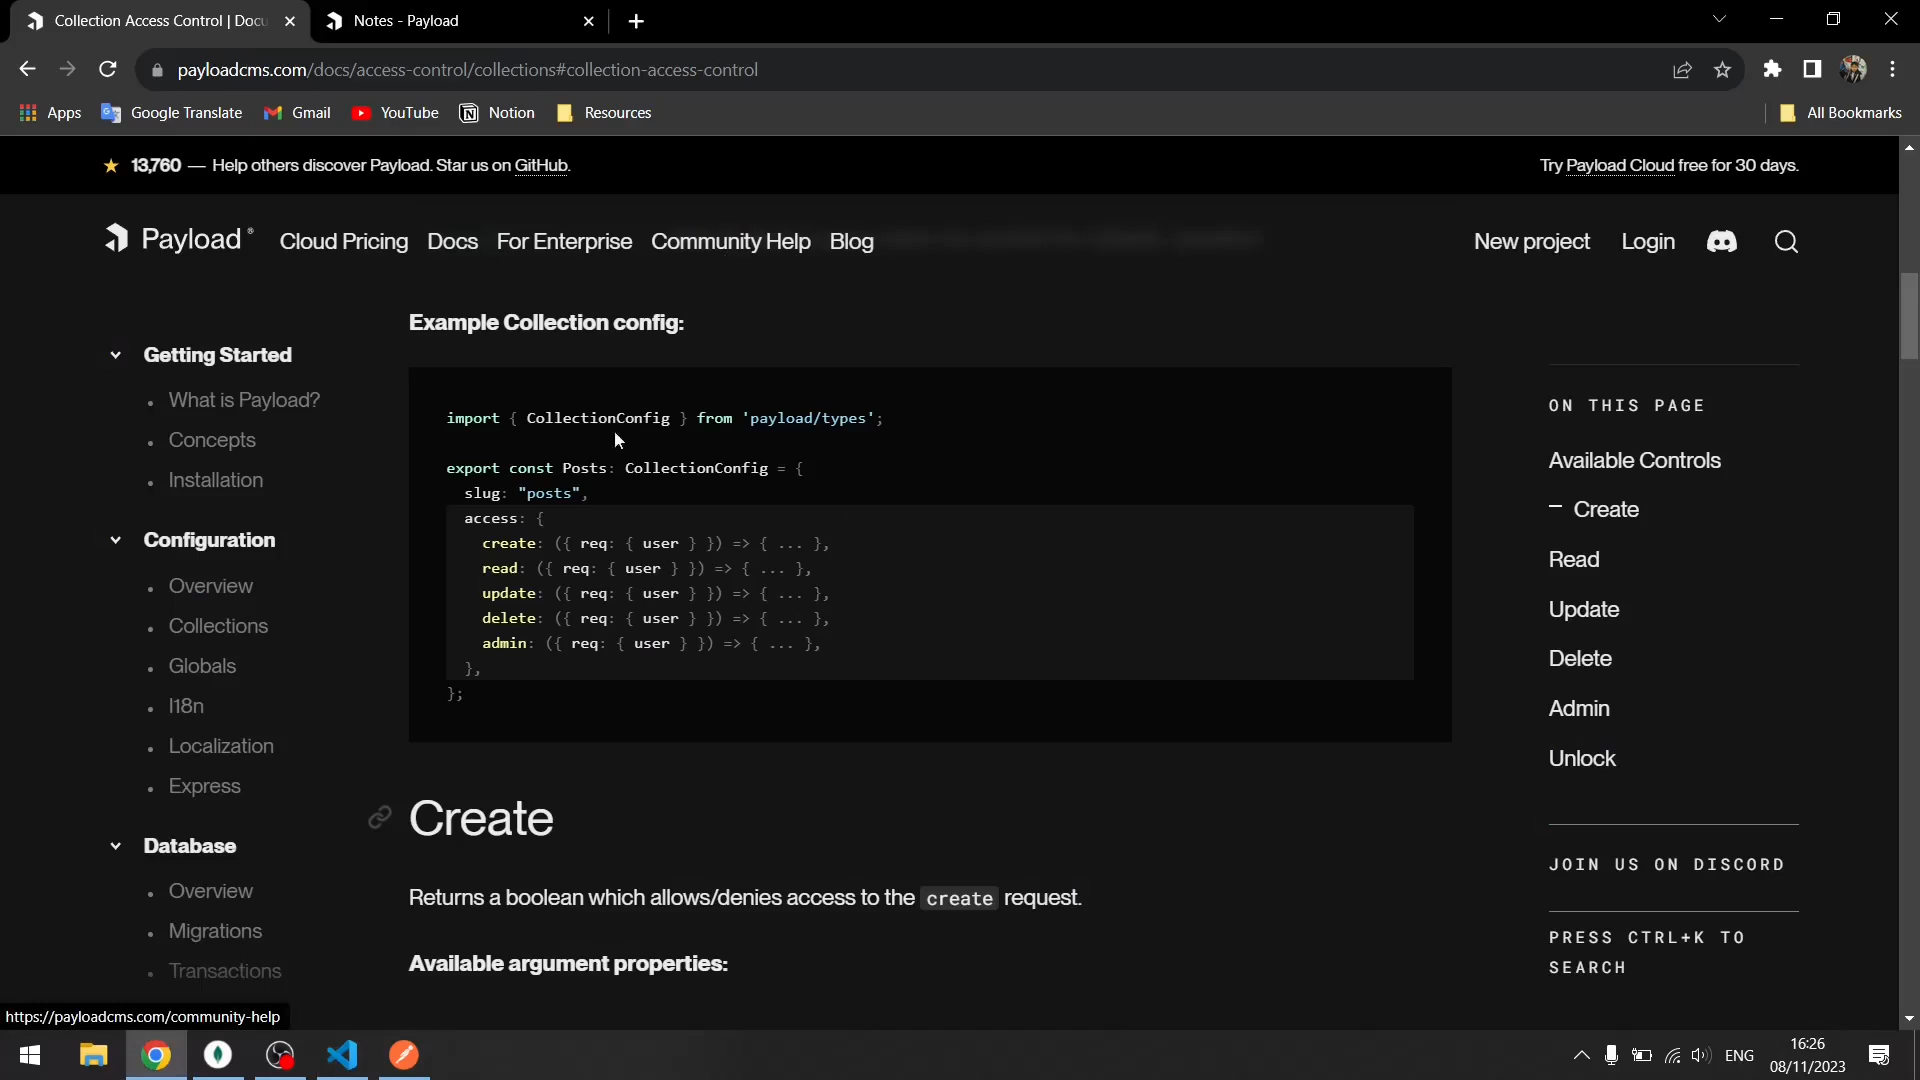 Collection Access Control | Docu
Notes - Payload
payloadcms.com/docs/access-control/collections#collection-access-control
Apps
Google Translate
Gmail
YouTube
Notion
Resources
All Bookmarks
13,760 — Help others discover Payload. Star us on GitHub.
Try Payload Cloud free for 30 days.
Payload®
Cloud Pricing
Docs
For Enterprise
Community Help
Blog
New project
Login
Getting Started
What is Payload?
Concepts
Installation
Configuration
Overview
Collections
Globals
I18n
Localization
Express
Database
Overview
Migrations
Transactions
Example Collection config:
import { CollectionConfig } from 'payload/types';
export const Posts: CollectionConfig = {
slug: "posts",
access: {
create: ({ req: { user } }) => { ... },
read: ({ req: { user } }) => { ... },
update: ({ req: { user } }) => { ... },
delete: ({ req: { user } }) => { ... },
admin: ({ req: { user } }) => { ... },
},
};
Create
Returns a boolean which allows/denies access to the create request.
Available argument properties:
ON THIS PAGE
Available Controls
Create
Read
Update
Delete
Admin
Unlock
JOIN US ON DISCORD
PRESS CTRL+K TO
SEARCH
https://payloadcms.com/community-help
ENG
16:26
08/11/2023